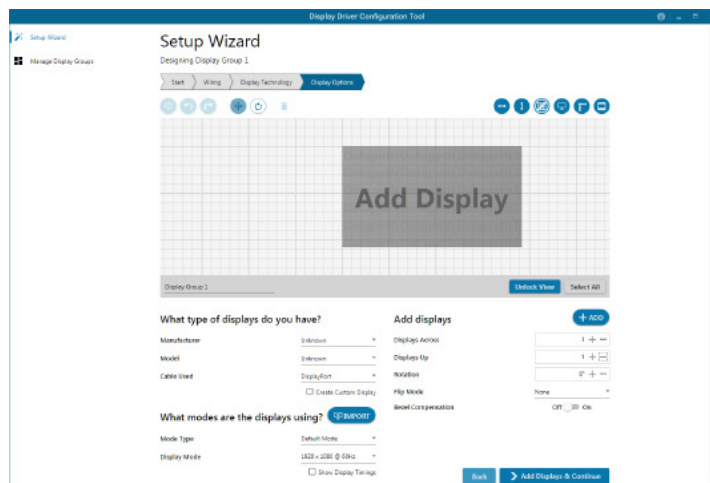 Display Driver Configuration Tool
Setup Wizard
Manage Display Groups
Setup Wizard
Designing Display Group 1
Start
Wiring
Display Technology
Display Options
Add Display
Display Group 1
Unlock View
Select All
What type of displays do you have?
Manufacturer
Unknown
Model
Unknown
Cable Used
DisplayPort
Create Custom Display
What modes are the displays using?
IMPORT
Mode Type
Default Mode
Display Mode
1920 x 1080 @ 60Hz
Show Display Timings
Add displays
+ ADD
Displays Across
1 + −
Displays Up
1 + −
Rotation
0° + −
Flip Mode
None
Bezel Compensation
Off On
Back
Add Displays & Continue